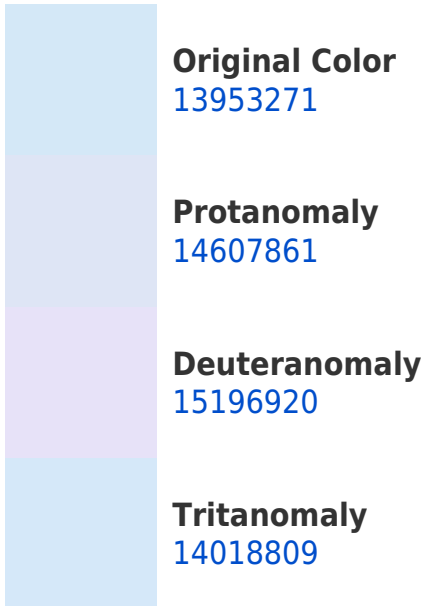 Original Color
13953271
Protanomaly
14607861
Deuteranomaly
15196920
Tritanomaly
14018809